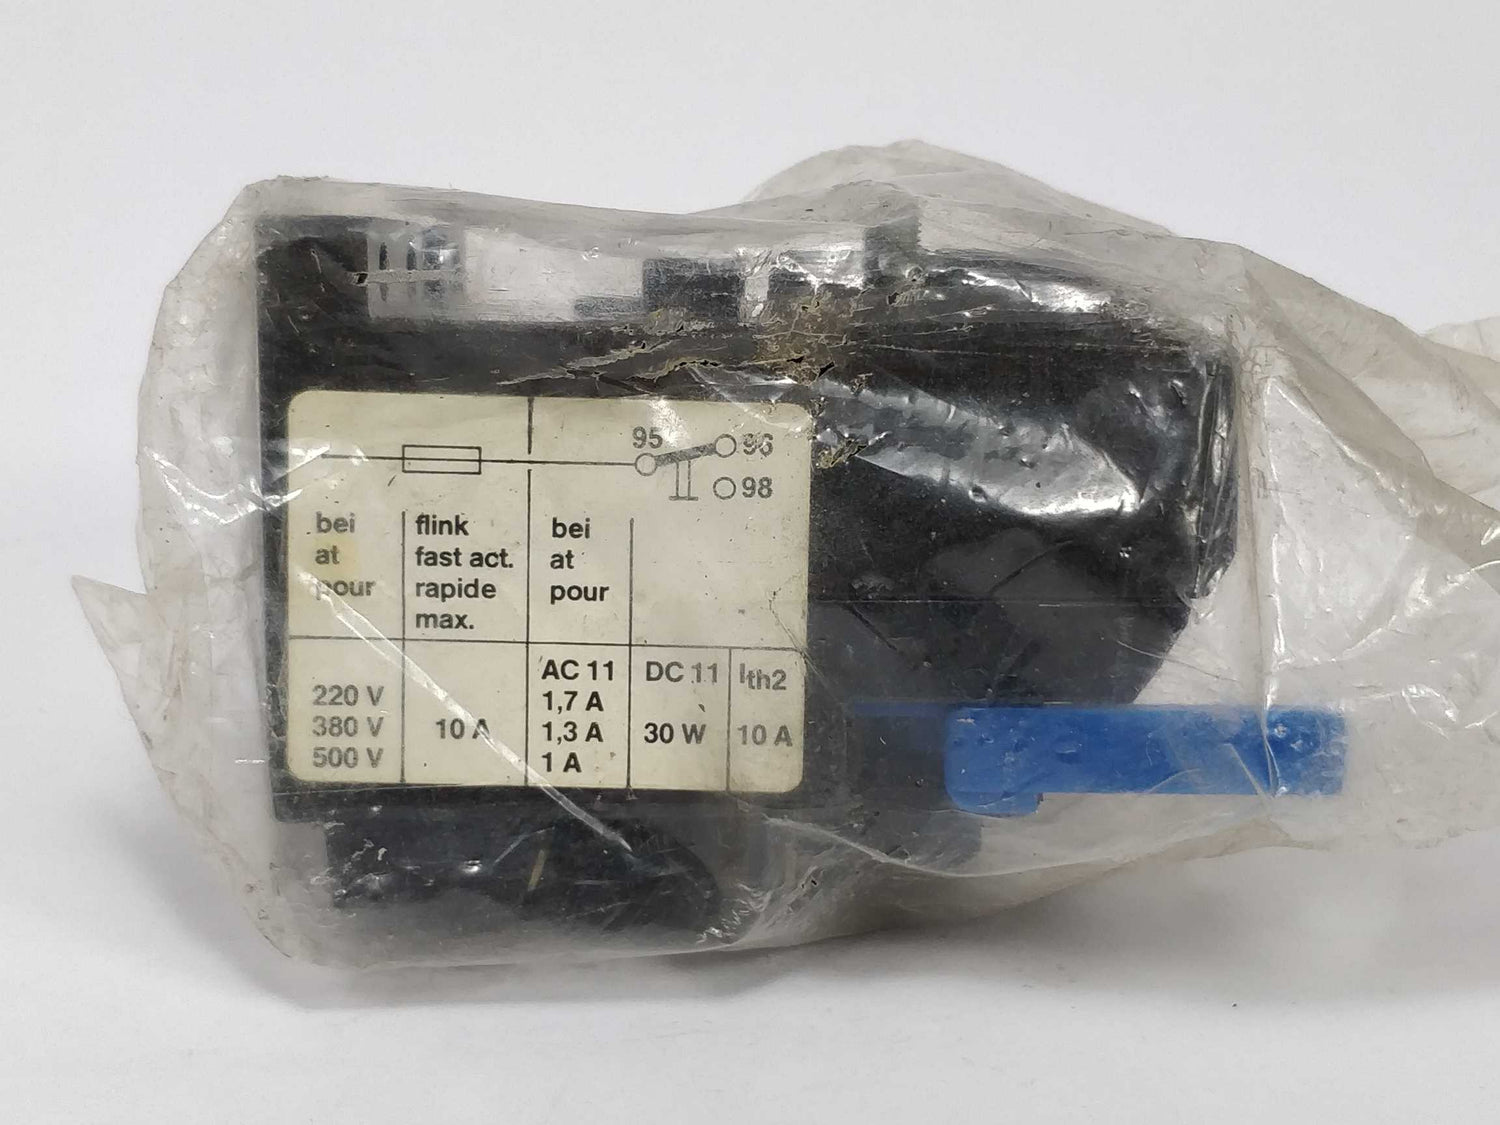 95 96
98
bei flink bei
at fast act. at
pour rapide pour
max.
AC 11 DC 11 Ith2
220 V 1,7 A
380 V 10 A 1,3 A 30 W 10 A
500 V 1 A